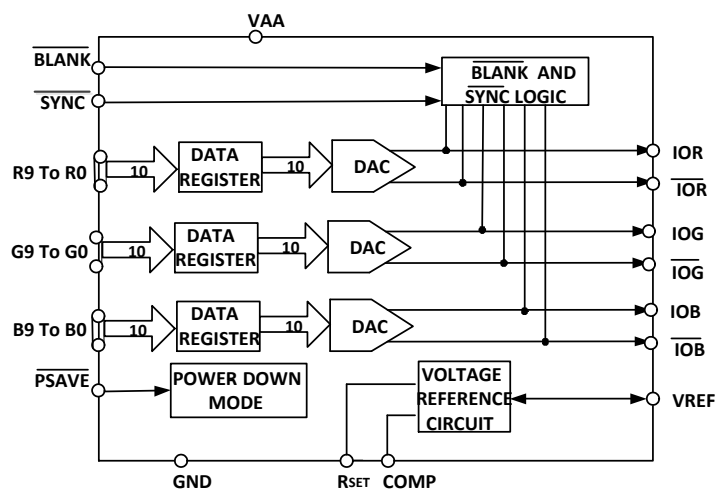 VAA
BLANK
SYNC
BLANK AND
SYNC LOGIC
R9 To R0
10
DATA
REGISTER
10
DAC
IOR
IOR
G9 To G0
10
DATA
REGISTER
10
DAC
IOG
IOG
B9 To B0
10
DATA
REGISTER
10
DAC
IOB
IOB
PSAVE
POWER DOWN
MODE
VOLTAGE
REFERENCE
CIRCUIT
VREF
GND
RSET
COMP